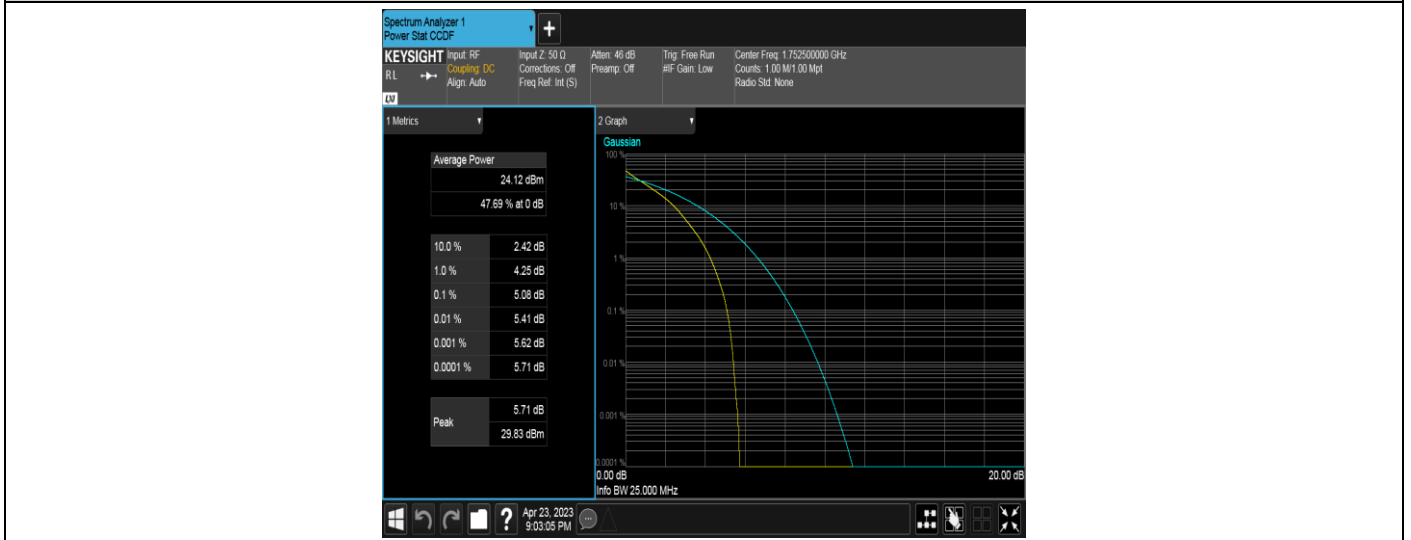 Spectrum Analyzer 1
Power Stat CCDF
+
KEYSIGHT Input: RF Input Z: 50 Ω Atten: 46 dB Trig: Free Run Center Freq: 1.752500000 GHz
RL Coupling: DC Corrections: Off Preamp: Off #IF Gain: Low Counts: 1.00 M/1.00 Mpt
Align: Auto Freq Ref: Int (S) Radio Std: None
LXI
1 Metrics
Average Power
24.12 dBm
47.69 % at 0 dB
10.0 % 2.42 dB
1.0 % 4.25 dB
0.1 % 5.08 dB
0.01 % 5.41 dB
0.001 % 5.62 dB
0.0001 % 5.71 dB
Peak 5.71 dB
29.83 dBm
2 Graph
Gaussian
100 %
10 %
1 %
0.1 %
0.01 %
0.001 %
0.0001 %
0.00 dB 20.00 dB
Info BW 25.000 MHz
? Apr 23, 2023
9:03:05 PM